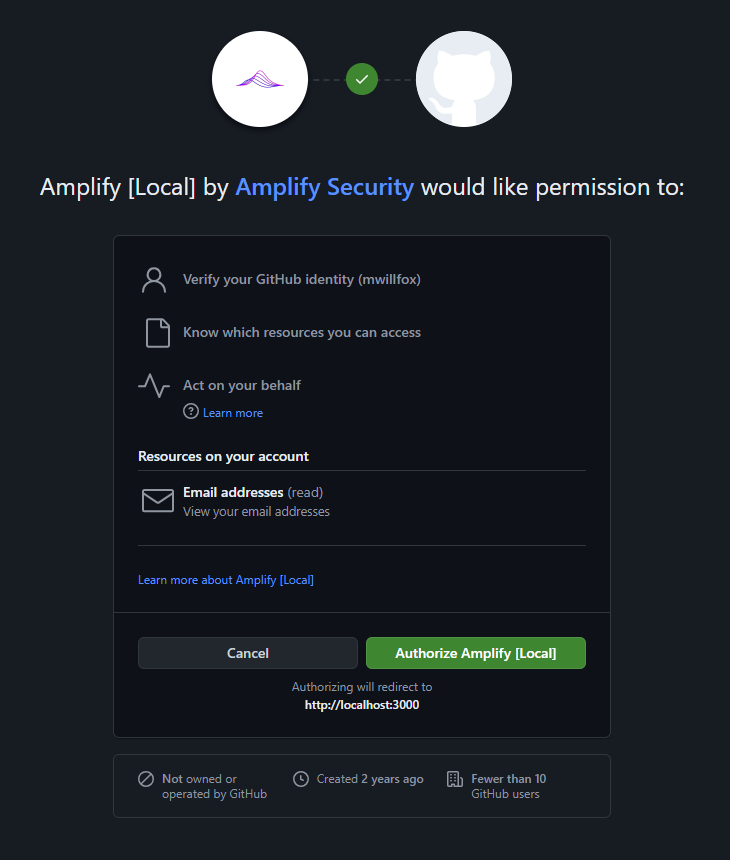 Amplify [Local] by Amplify Security would like permission to:
Verify your GitHub identity (mwillfox)
Know which resources you can access
Act on your behalf
Learn more
Resources on your account
Email addresses (read)
View your email addresses
Learn more about Amplify [Local]
Cancel
Authorize Amplify [Local]
Authorizing will redirect to
http://localhost:3000
Not owned or
operated by GitHub
Created 2 years ago
Fewer than 10
GitHub users